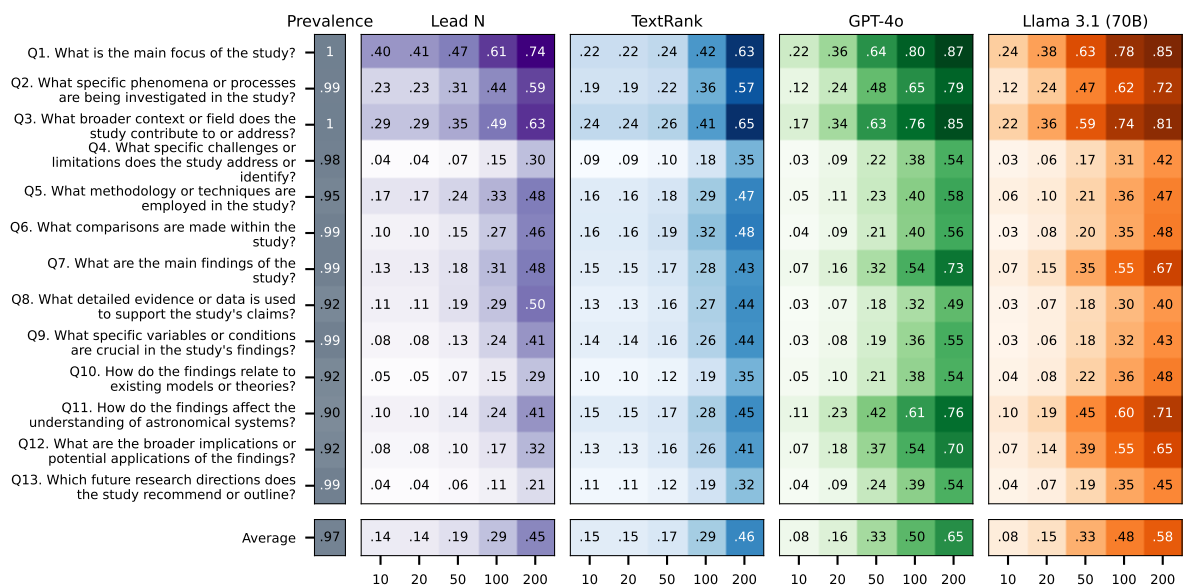 Prevalence Lead N TextRank GPT-4o Llama 3.1 (70B)
Q1. What is the main focus of the study? 1 .40 .41 .47 .61 .74 .22 .22 .24 .42 .63 .22 .36 .64 .80 .87 .24 .38 .63 .78 .85
Q2. What specific phenomena or processes
are being investigated in the study? .99 .23 .23 .31 .44 .59 .19 .19 .22 .36 .57 .12 .24 .48 .65 .79 .12 .24 .47 .62 .72
Q3. What broader context or field does the
study contribute to or address? 1 .29 .29 .35 .49 .63 .24 .24 .26 .41 .65 .17 .34 .63 .76 .85 .22 .36 .59 .74 .81
Q4. What specific challenges or
limitations does the study address or
identify? .98 .04 .04 .07 .15 .30 .09 .09 .10 .18 .35 .03 .09 .22 .38 .54 .03 .06 .17 .31 .42
Q5. What methodology or techniques are
employed in the study? .95 .17 .17 .24 .33 .48 .16 .16 .18 .29 .47 .05 .11 .23 .40 .58 .06 .10 .21 .36 .47
Q6. What comparisons are made within the
study? .99 .10 .10 .15 .27 .46 .16 .16 .19 .32 .48 .04 .09 .21 .40 .56 .03 .08 .20 .35 .48
Q7. What are the main findings of the
study? .99 .13 .13 .18 .31 .48 .15 .15 .17 .28 .43 .07 .16 .32 .54 .73 .07 .15 .35 .55 .67
Q8. What detailed evidence or data is used
to support the study's claims? .92 .11 .11 .19 .29 .50 .13 .13 .16 .27 .44 .03 .07 .18 .32 .49 .03 .07 .18 .30 .40
Q9. What specific variables or conditions
are crucial in the study's findings? .99 .08 .08 .13 .24 .41 .14 .14 .16 .26 .44 .03 .08 .19 .36 .55 .03 .06 .18 .32 .43
Q10. How do the findings relate to
existing models or theories? .92 .05 .05 .07 .15 .29 .10 .10 .12 .19 .35 .05 .10 .21 .38 .54 .04 .08 .22 .36 .48
Q11. How do the findings affect the
understanding of astronomical systems? .90 .10 .10 .14 .24 .41 .15 .15 .17 .28 .45 .11 .23 .42 .61 .76 .10 .19 .45 .60 .71
Q12. What are the broader implications or
potential applications of the findings? .92 .08 .08 .10 .17 .32 .13 .13 .16 .26 .41 .07 .18 .37 .54 .70 .07 .14 .39 .55 .65
Q13. Which future research directions does
the study recommend or outline? .99 .04 .04 .06 .11 .21 .11 .11 .12 .19 .32 .04 .09 .24 .39 .54 .04 .07 .19 .35 .45
Average .97 .14 .14 .19 .29 .45 .15 .15 .17 .29 .46 .08 .16 .33 .50 .65 .08 .15 .33 .48 .58
10 20 50 100 200 10 20 50 100 200 10 20 50 100 200 10 20 50 100 200